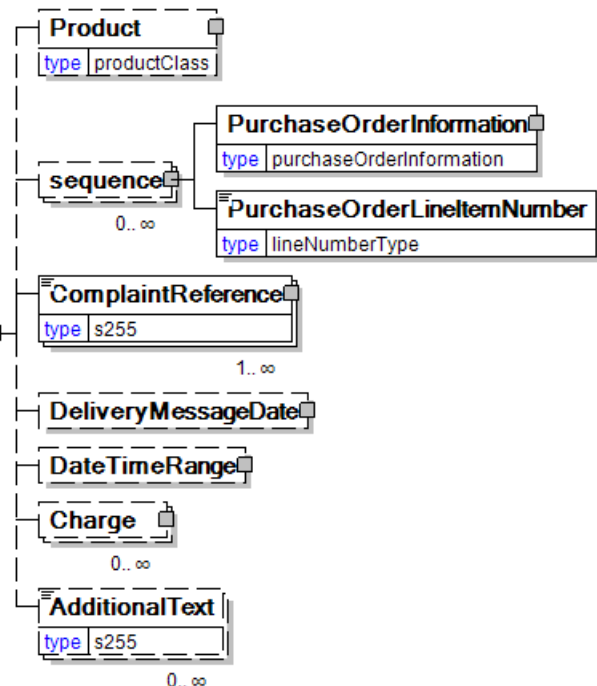 Product
type productClass
PurchaseOrderInformation
type purchaseOrderInformation
sequence
0.. ∞
PurchaseOrderLineItemNumber
type lineNumberType
ComplaintReference
type s255
1.. ∞
DeliveryMessageDate
DateTimeRange
Charge
0.. ∞
AdditionalText
type s255
0.. ∞